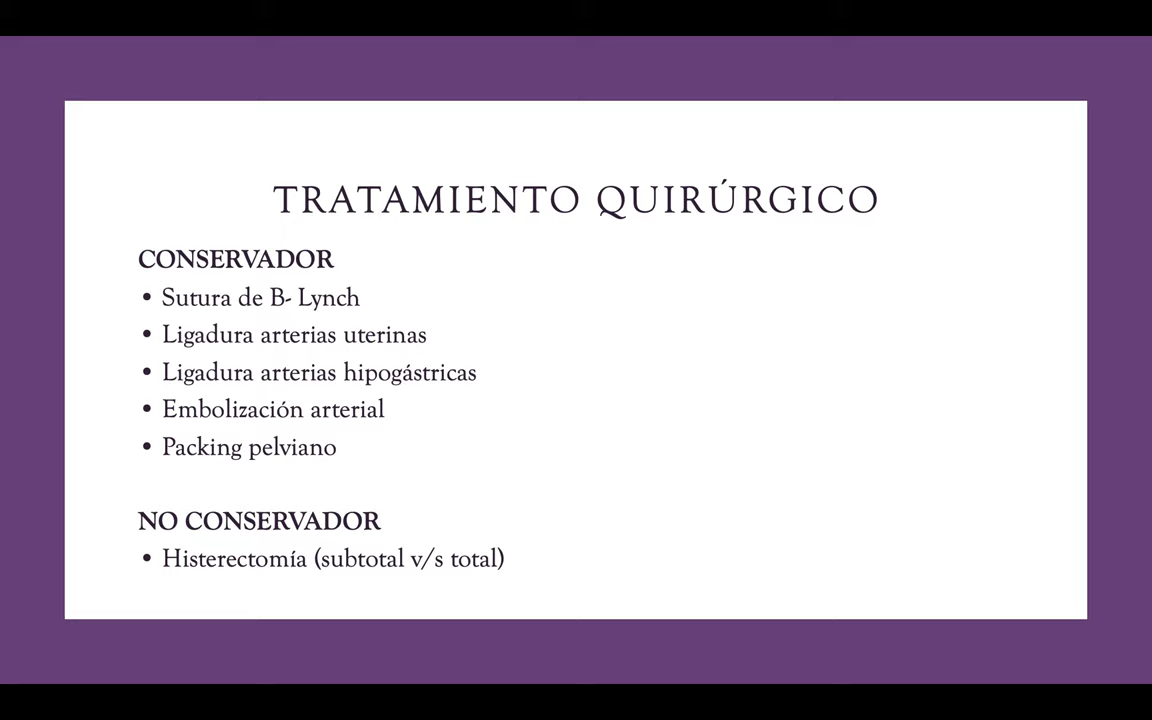 TRATAMIENTO QUIRÚRGICO
CONSERVADOR
• Sutura de B- Lynch
• Ligadura arterias uterinas
• Ligadura arterias hipogástricas
• Embolización arterial
• Packing pelviano
NO CONSERVADOR
• Histerectomía (subtotal v/s total)